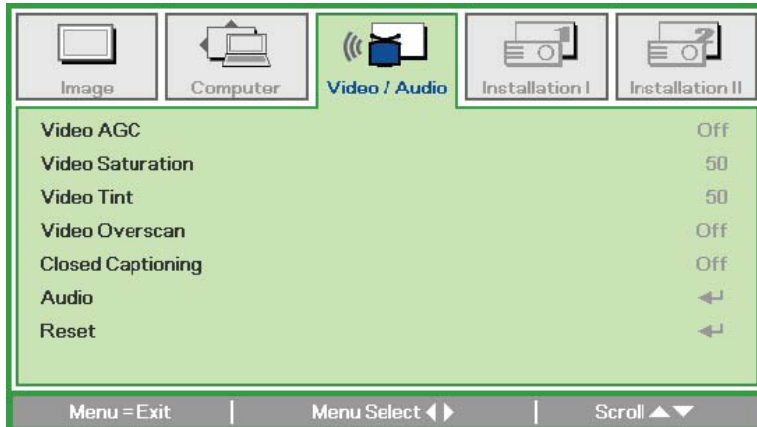 Image Computer Video / Audio Installation I Installation II
Video AGC Off
Video Saturation 50
Video Tint 50
Video Overscan Off
Closed Captioning Off
Audio
Reset
Menu = Exit Menu Select Scroll